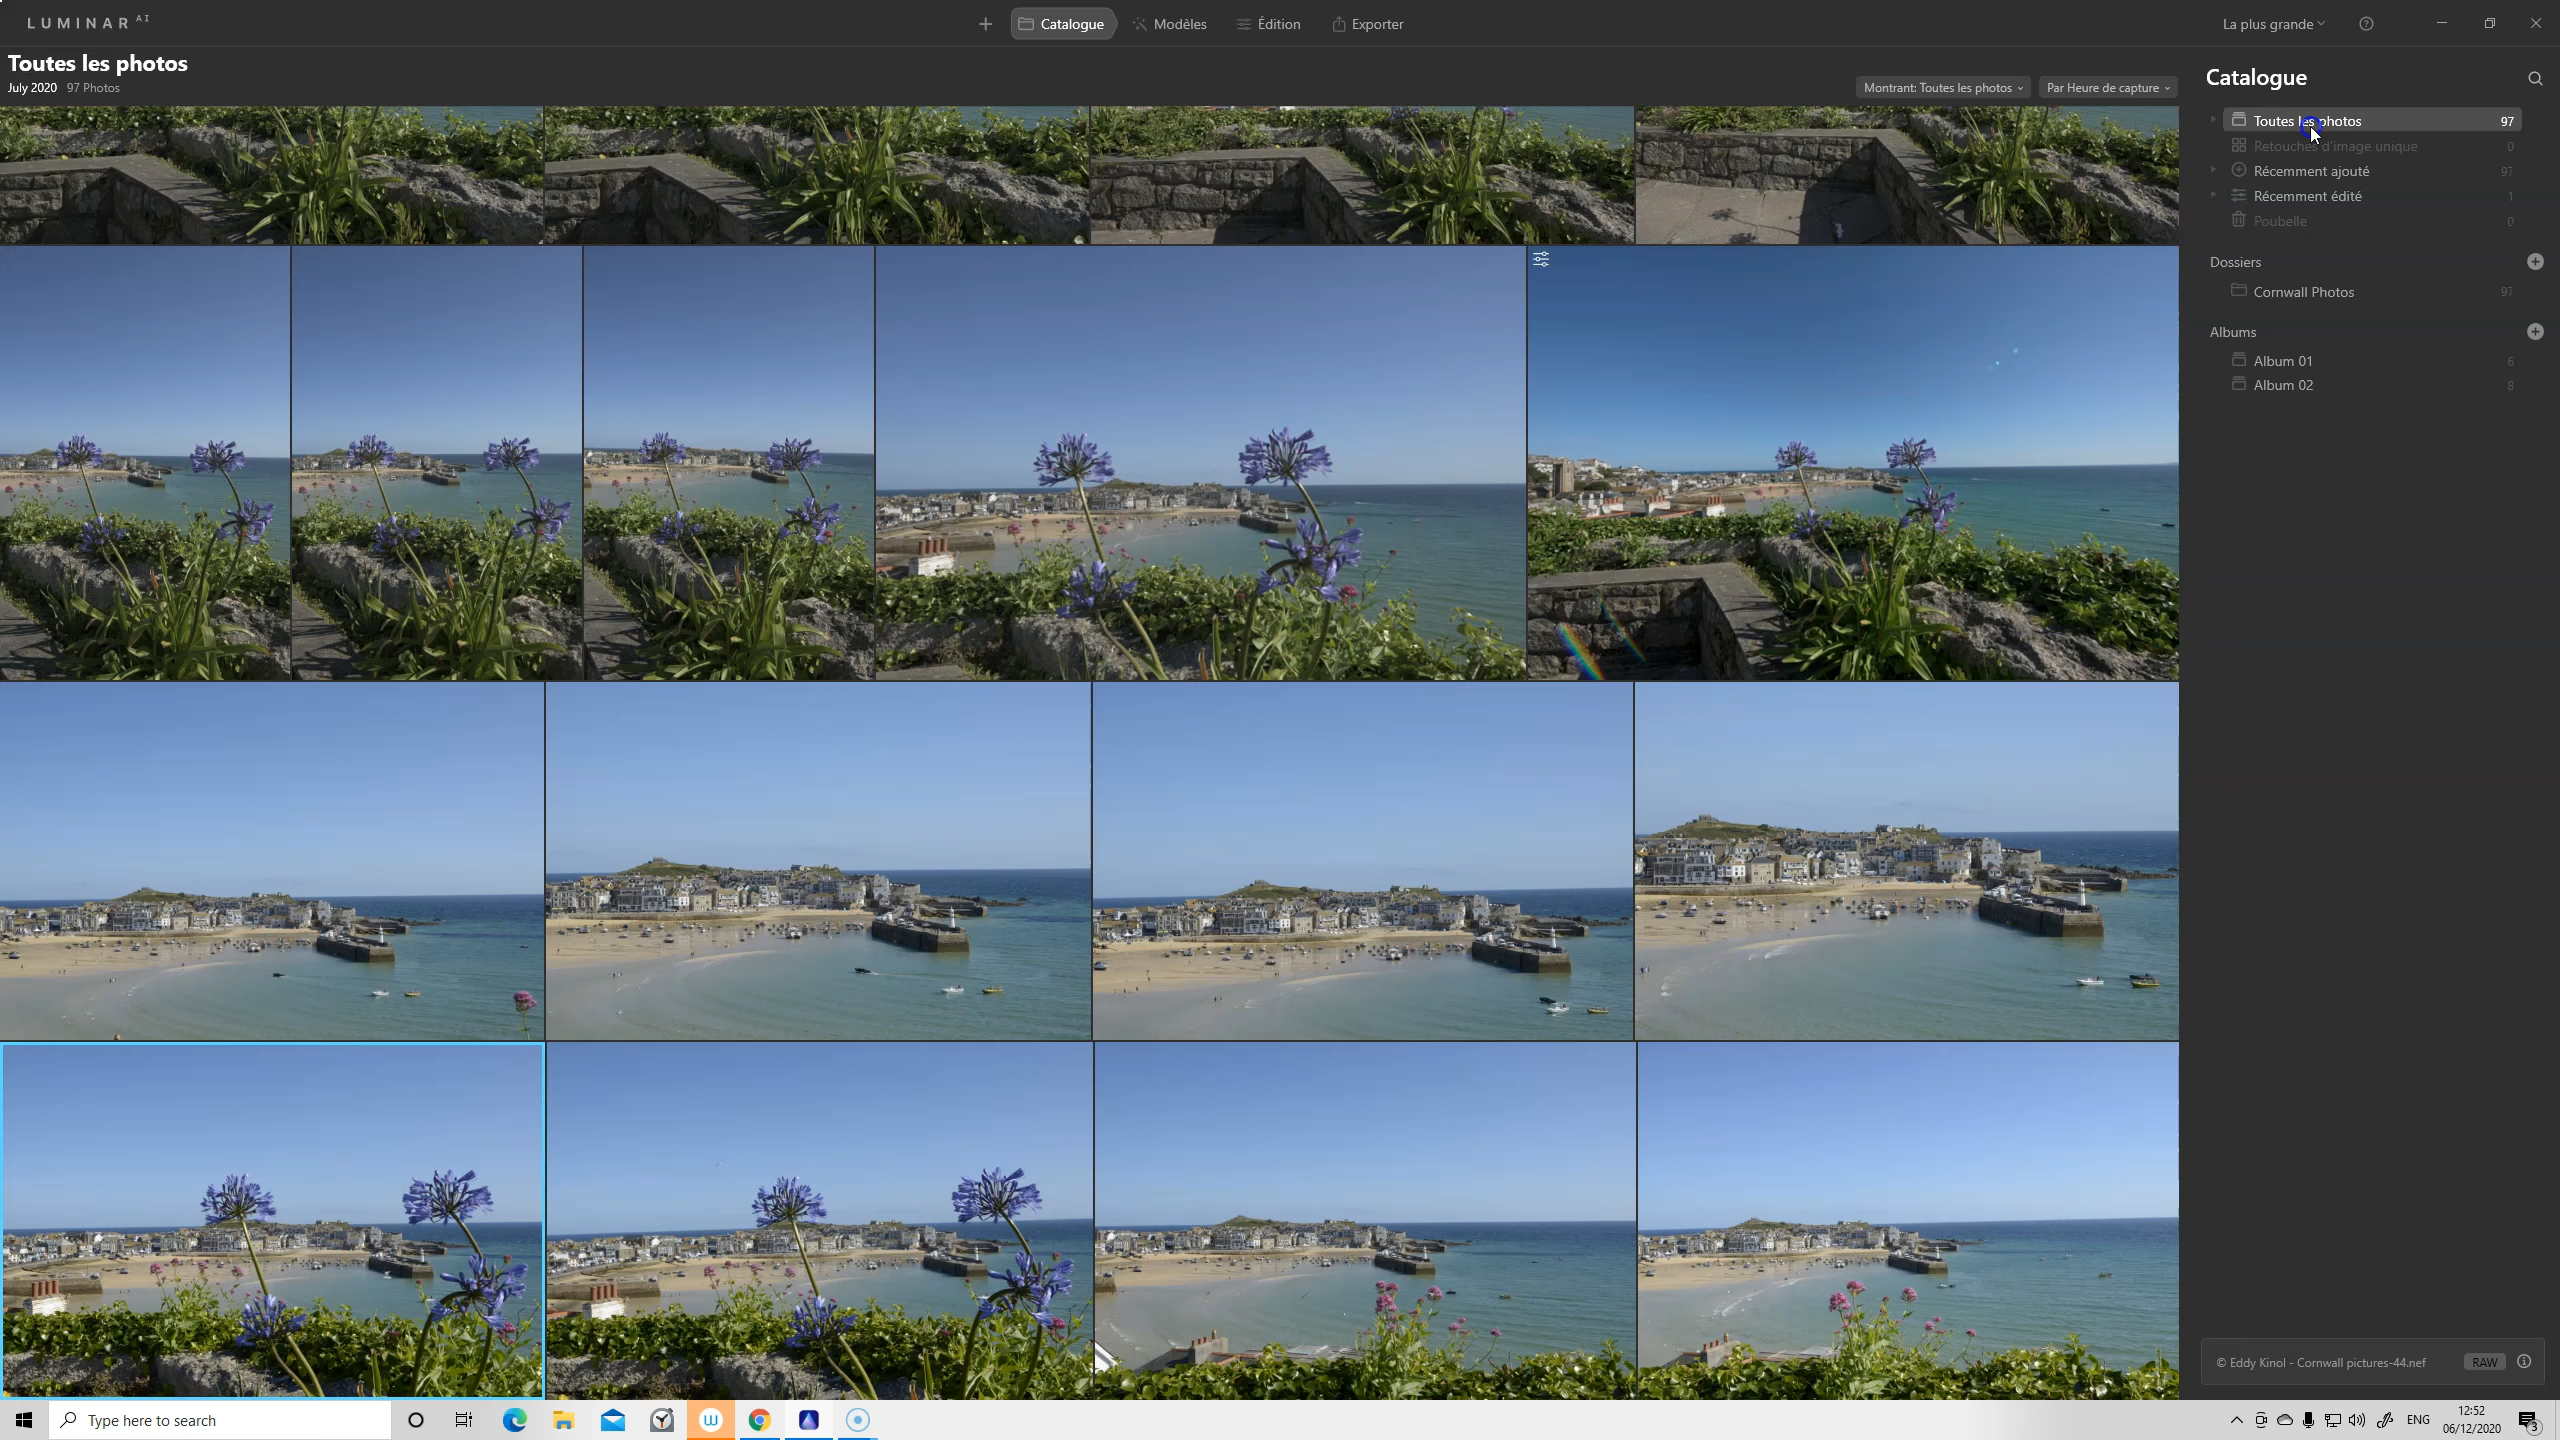 LUMINAR AI
Catalogue
Modèles
Édition
Exporter
La plus grande
Toutes les photos
July 2020 97 Photos
Montrant: Toutes les photos
Par Heure de capture
Catalogue
Toutes les photos 97
Retouches d'image unique 0
Récemment ajouté 97
Récemment édité 1
Poubelle 0
Dossiers
Cornwall Photos 97
Albums
Album 01 6
Album 02 8
© Eddy Kinol - Cornwall pictures-44.nef RAW
Type here to search
ENG
12:52
06/12/2020
3